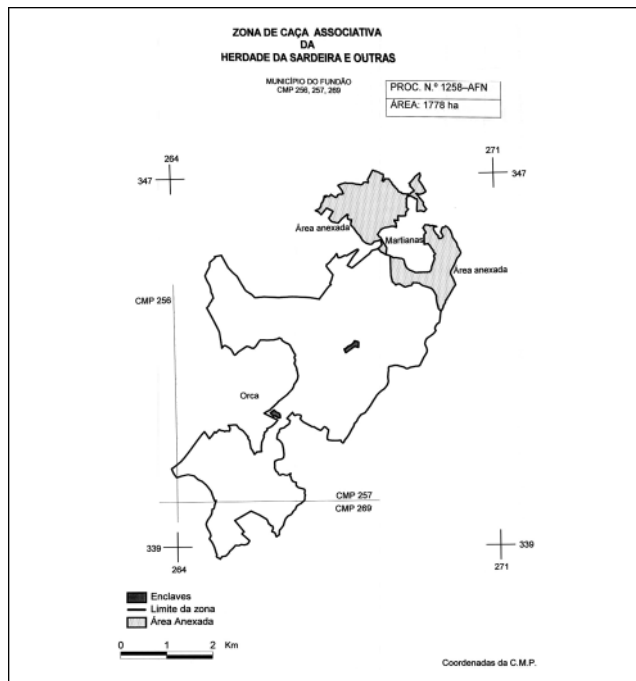 ZONA DE CAÇA ASSOCIATIVA
DA
HERDADE DA SARDEIRA E OUTRAS
MUNICÍPIO DO FUNDÃO
CMP 256, 257, 269
PROC. N.º 1258–AFN
ÁREA: 1778 ha
264
347
271
347
Área anexada
Martianas
Área anexada
CMP 256
Orca
CMP 257
CMP 269
339
264
339
271
Enclaves
Limite da zona
Área Anexada
0 1 2 Km
Coordenadas da C.M.P.